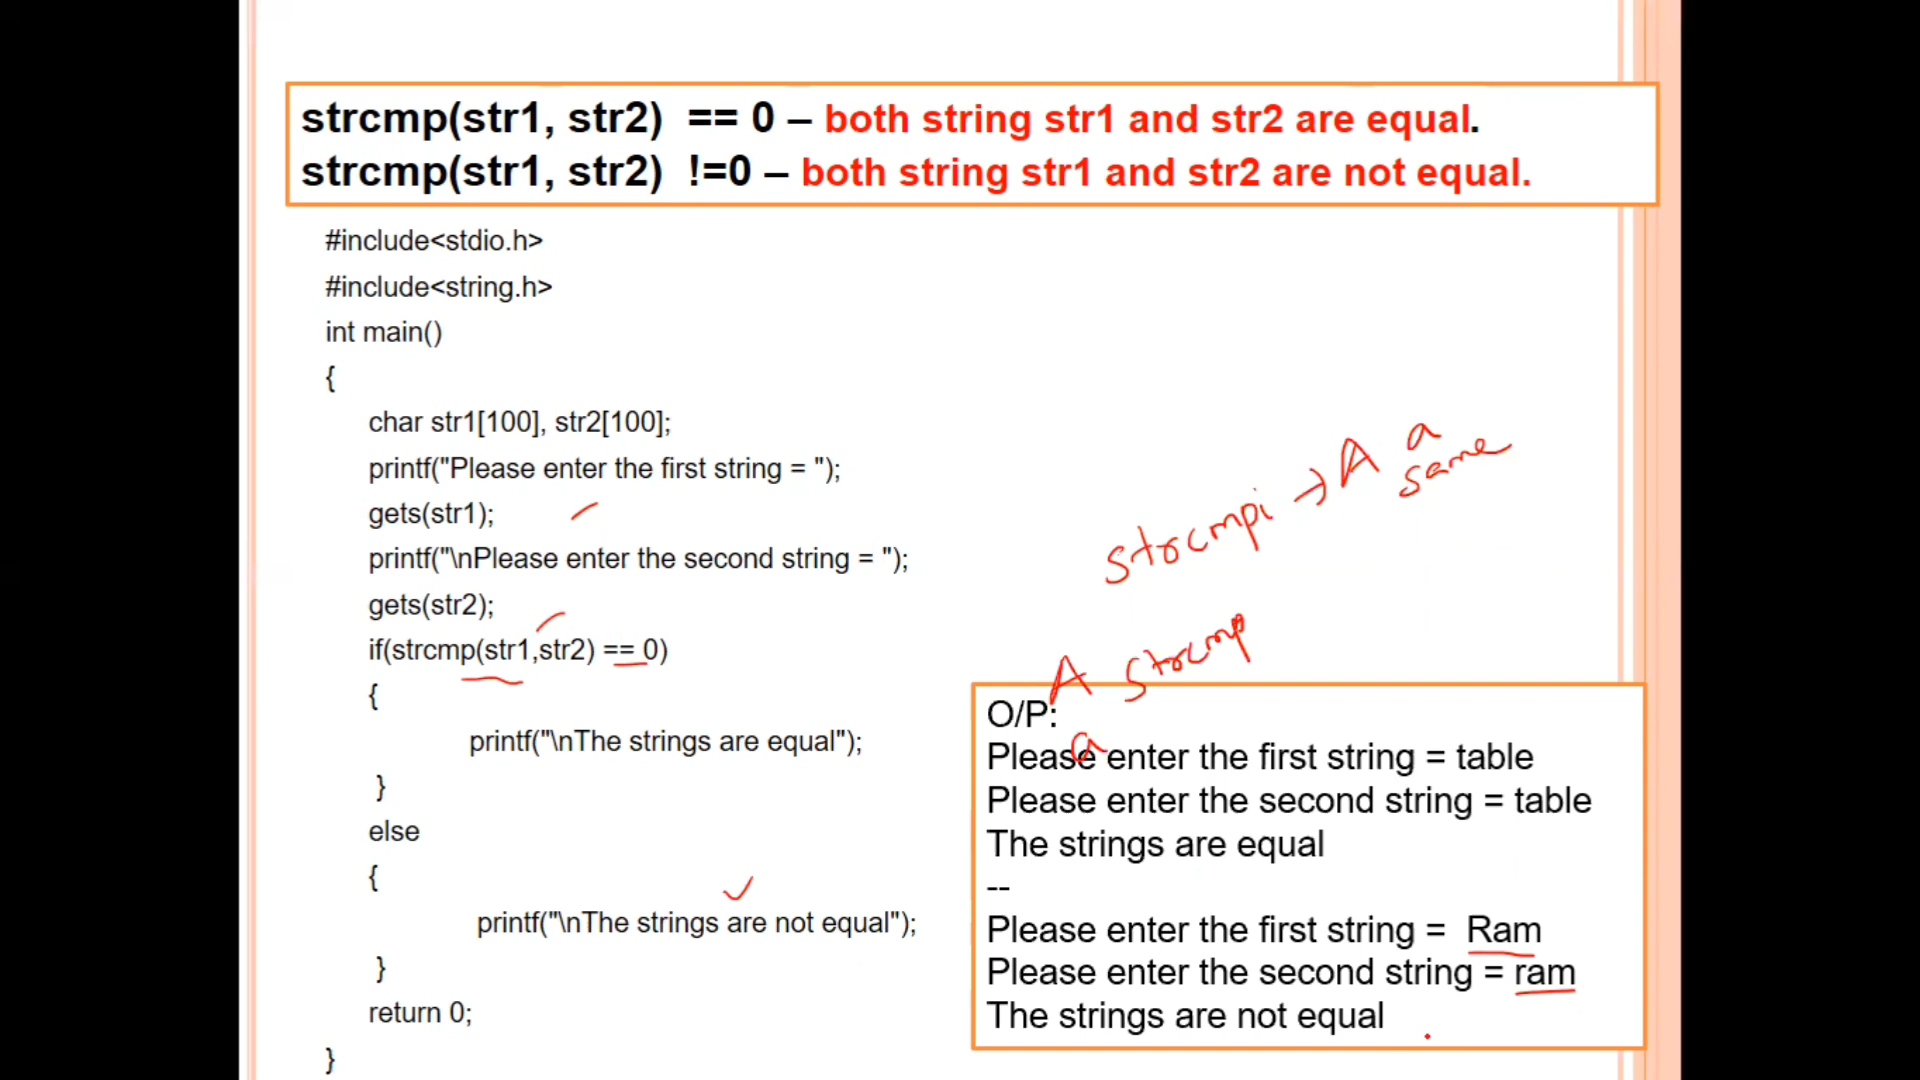 strcmp(str1, str2) == 0 – both string str1 and str2 are equal.
strcmp(str1, str2) !=0 – both string str1 and str2 are not equal.
#include<stdio.h>
#include<string.h>
int main()
{
char str1[100], str2[100];
printf("Please enter the first string = ");
gets(str1);
printf("\nPlease enter the second string = ");
gets(str2);
if(strcmp(str1,str2) == 0)
{
printf("\nThe strings are equal");
}
else
{
printf("\nThe strings are not equal");
}
return 0;
}
strcmpi → A a
same
A strcmp
a
O/P:
Please enter the first string = table
Please enter the second string = table
The strings are equal
--
Please enter the first string = Ram
Please enter the second string = ram
The strings are not equal